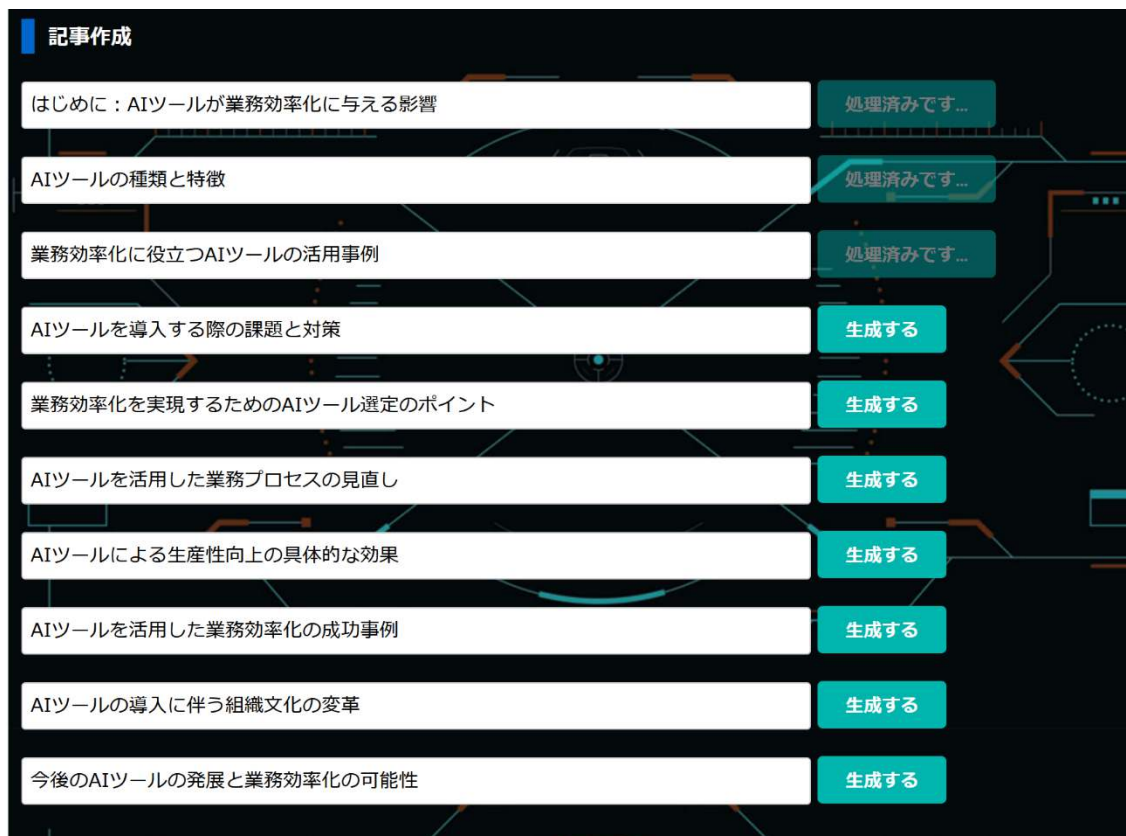 記事作成
はじめに：AIツールが業務効率化に与える影響
処理済みです...
AIツールの種類と特徴
処理済みです...
業務効率化に役立つAIツールの活用事例
処理済みです...
AIツールを導入する際の課題と対策
生成する
業務効率化を実現するためのAIツール選定のポイント
生成する
AIツールを活用した業務プロセスの見直し
生成する
AIツールによる生産性向上の具体的な効果
生成する
AIツールを活用した業務効率化の成功事例
生成する
AIツールの導入に伴う組織文化の変革
生成する
今後のAIツールの発展と業務効率化の可能性
生成する